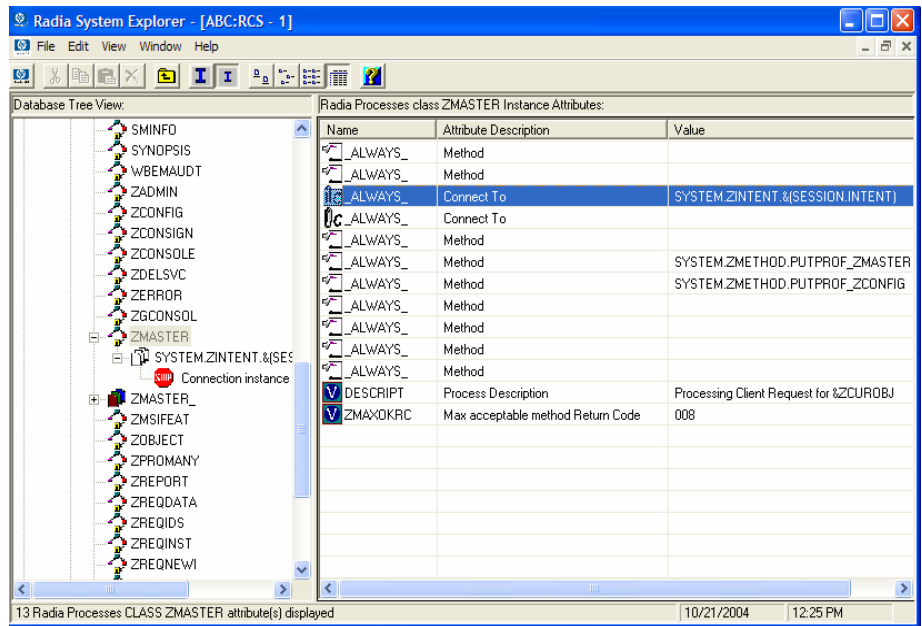 Radia System Explorer - [ABC:RCS - 1]
File Edit View Window Help
Database Tree View:
Radia Processes class ZMASTER Instance Attributes:
SMINFO
SYNOPSIS
WBEMAUDT
ZADMIN
ZCONFIG
ZCONSIGN
ZCONSOLE
ZDELSVC
ZERROR
ZGCONSOL
ZMASTER
SYSTEM.ZINTENT.&(SES
STOP Connection instance
ZMASTER_
ZMSIFEAT
ZOBJECT
ZPROMANY
ZREPORT
ZREQDATA
ZREQIDS
ZREQINST
ZREQNEWI
Name Attribute Description Value
_ALWAYS_ Method
_ALWAYS_ Method
_ALWAYS_ Connect To SYSTEM.ZINTENT.&(SESSION.INTENT)
_ALWAYS_ Connect To
_ALWAYS_ Method
_ALWAYS_ Method SYSTEM.ZMETHOD.PUTPROF_ZMASTER
_ALWAYS_ Method SYSTEM.ZMETHOD.PUTPROF_ZCONFIG
_ALWAYS_ Method
_ALWAYS_ Method
_ALWAYS_ Method
_ALWAYS_ Method
V DESCRIPT Process Description Processing Client Request for &ZCUROBJ
V ZMAXOKRC Max acceptable method Return Code 008
13 Radia Processes CLASS ZMASTER attribute(s) displayed 10/21/2004 12:25 PM